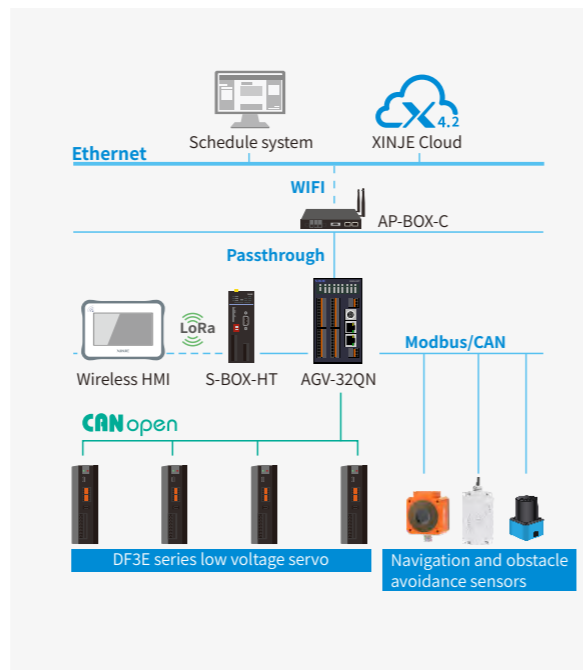 4.2
Schedule system
XINJE Cloud
Ethernet
WIFI
AP-BOX-C
Passthrough
LoRa
Modbus/CAN
Wireless HMI
S-BOX-HT
AGV-32QN
CANopen
DF3E series low voltage servo
Navigation and obstacle
avoidance sensors